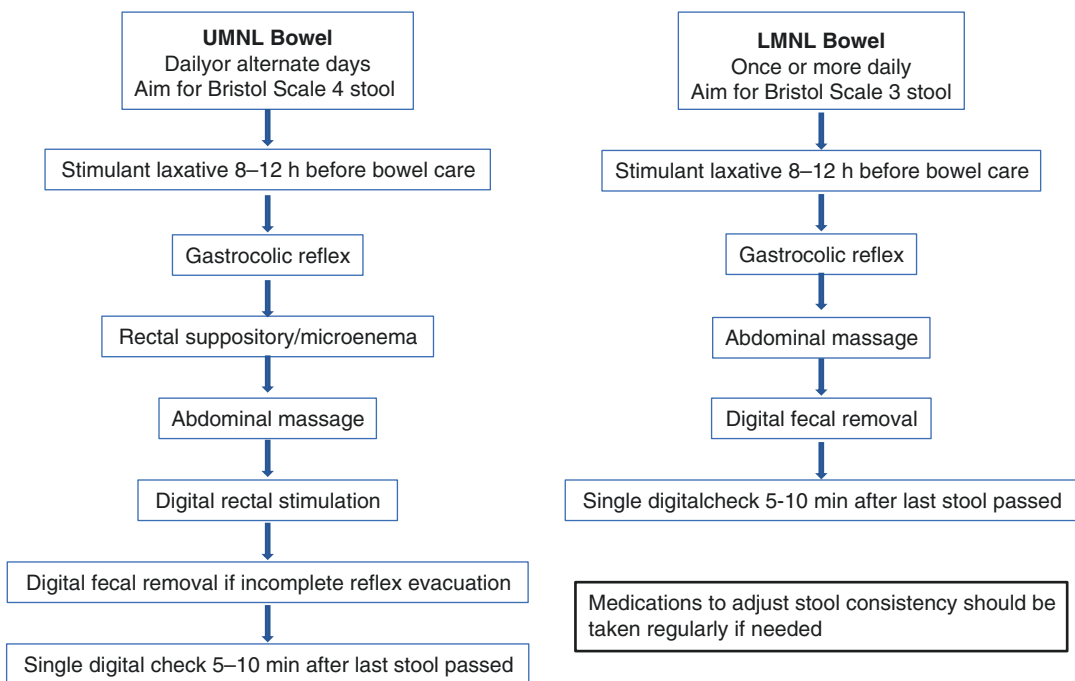 UMNL Bowel
Dailyor alternate days
Aim for Bristol Scale 4 stool
Stimulant laxative 8–12 h before bowel care
Gastrocolic reflex
Rectal suppository/microenema
Abdominal massage
Digital rectal stimulation
Digital fecal removal if incomplete reflex evacuation
Single digital check 5–10 min after last stool passed
LMNL Bowel
Once or more daily
Aim for Bristol Scale 3 stool
Stimulant laxative 8–12 h before bowel care
Gastrocolic reflex
Abdominal massage
Digital fecal removal
Single digitalcheck 5-10 min after last stool passed
Medications to adjust stool consistency should be
taken regularly if needed